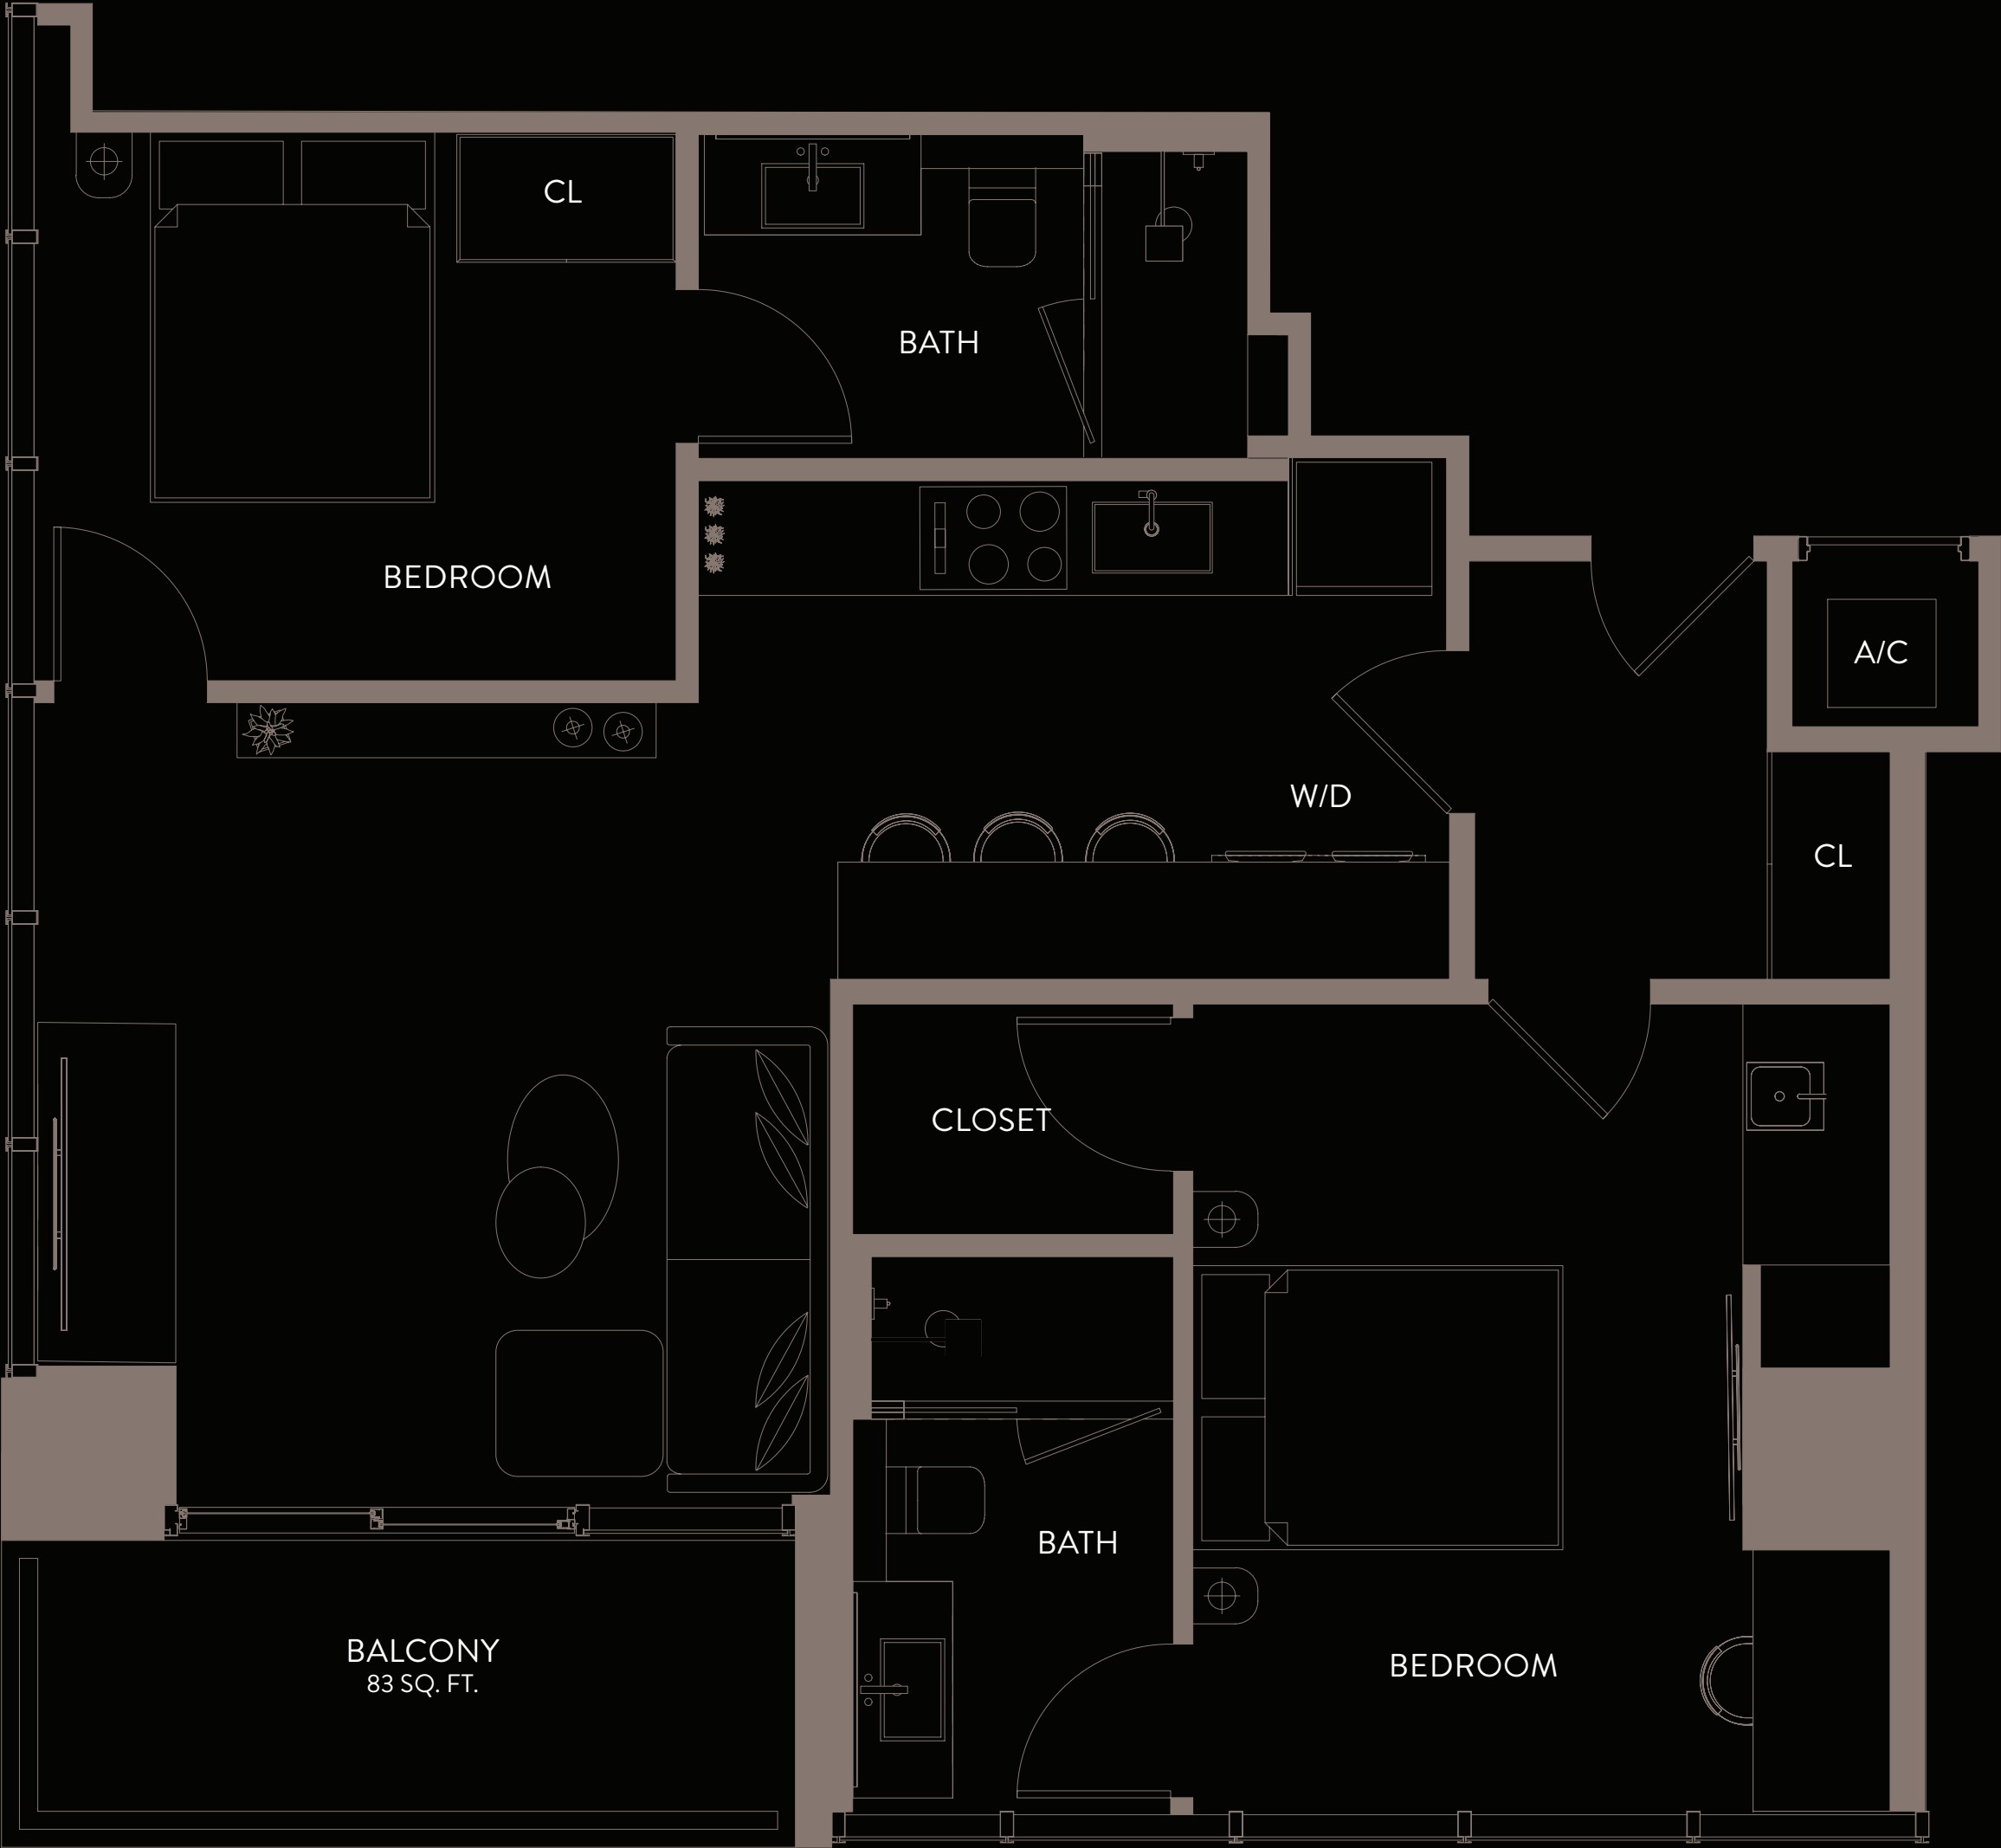 CL
BATH
BEDROOM
A/C
W/D
CL
CLOSET
BATH
BALCONY
83 SQ. FT.
BEDROOM